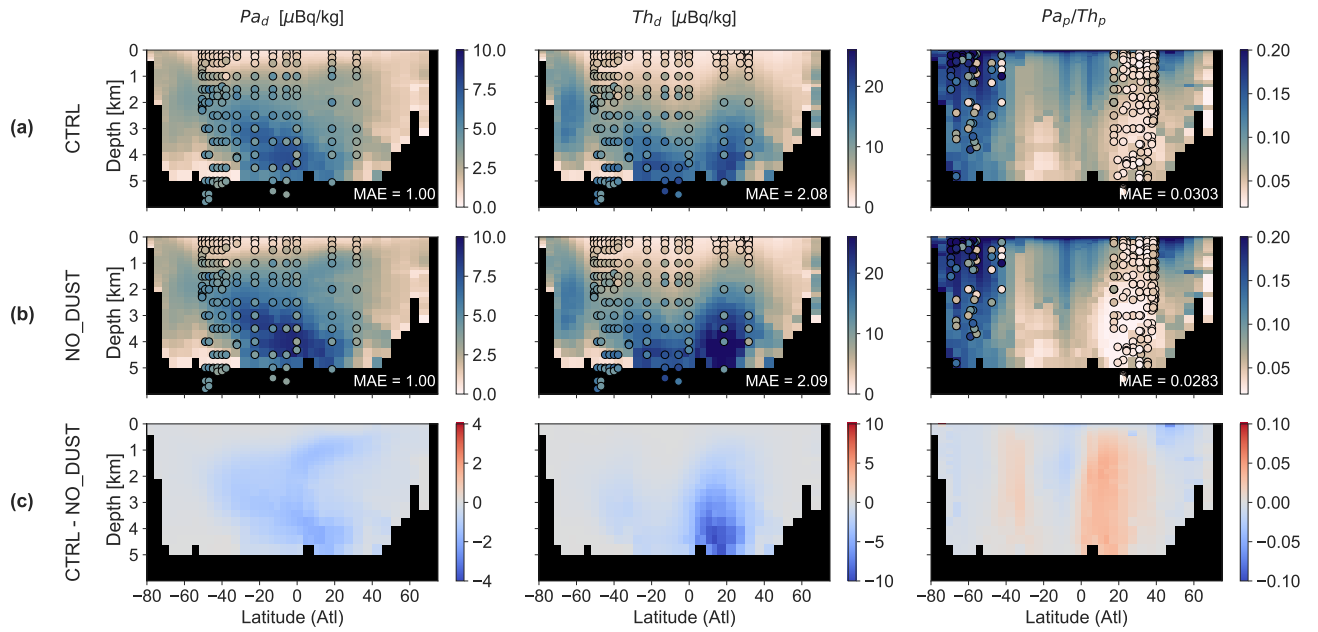 Pa_d [μBq/kg]
Th_d [μBq/kg]
Pa_p/Th_p
(a)
CTRL
Depth [km]
0
1
2
3
4
5
MAE = 1.00
10.0
7.5
5.0
2.5
0.0
MAE = 2.08
20
10
0
MAE = 0.0303
0.20
0.15
0.10
0.05
(b)
NO_DUST
Depth [km]
0
1
2
3
4
5
MAE = 1.00
10.0
7.5
5.0
2.5
0.0
MAE = 2.09
20
10
0
MAE = 0.0283
0.20
0.15
0.10
0.05
(c)
CTRL - NO_DUST
Depth [km]
0
1
2
3
4
5
4
2
0
−2
−4
10
5
0
−5
−10
0.10
0.05
0.00
−0.05
−0.10
−80 −60 −40 −20 0 20 40 60
−80 −60 −40 −20 0 20 40 60
−80 −60 −40 −20 0 20 40 60
Latitude (Atl)
Latitude (Atl)
Latitude (Atl)